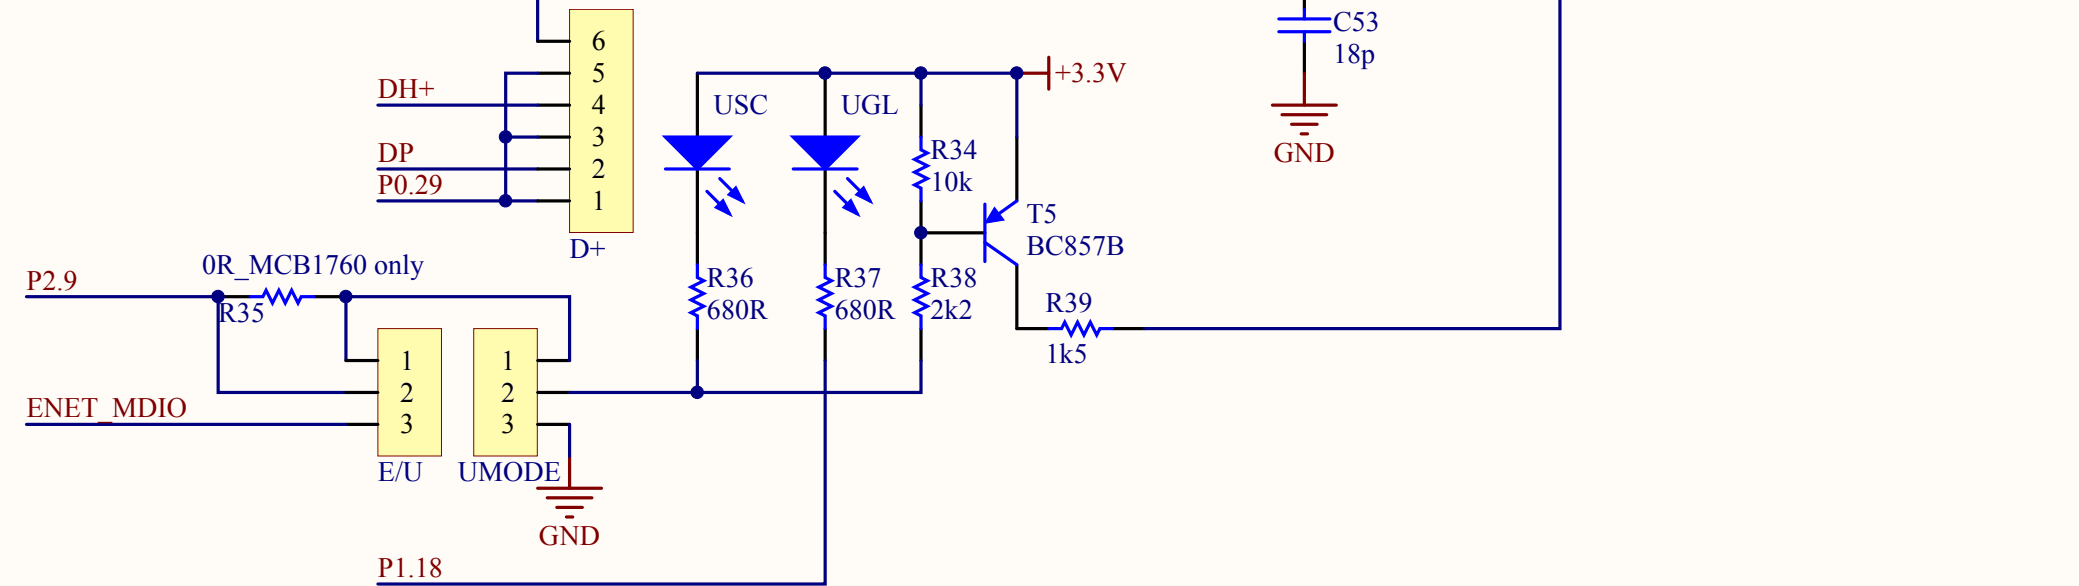 6
5
4
3
2
1
D+
DH+
DP
P0.29
USC
UGL
+3.3V
C53
18p
GND
R34
10k
T5
BC857B
R36
680R
R37
680R
R38
2k2
R39
1k5
0R_MCB1760 only
P2.9
R35
1
2
3
E/U
1
2
3
UMODE
ENET_MDIO
GND
P1.18